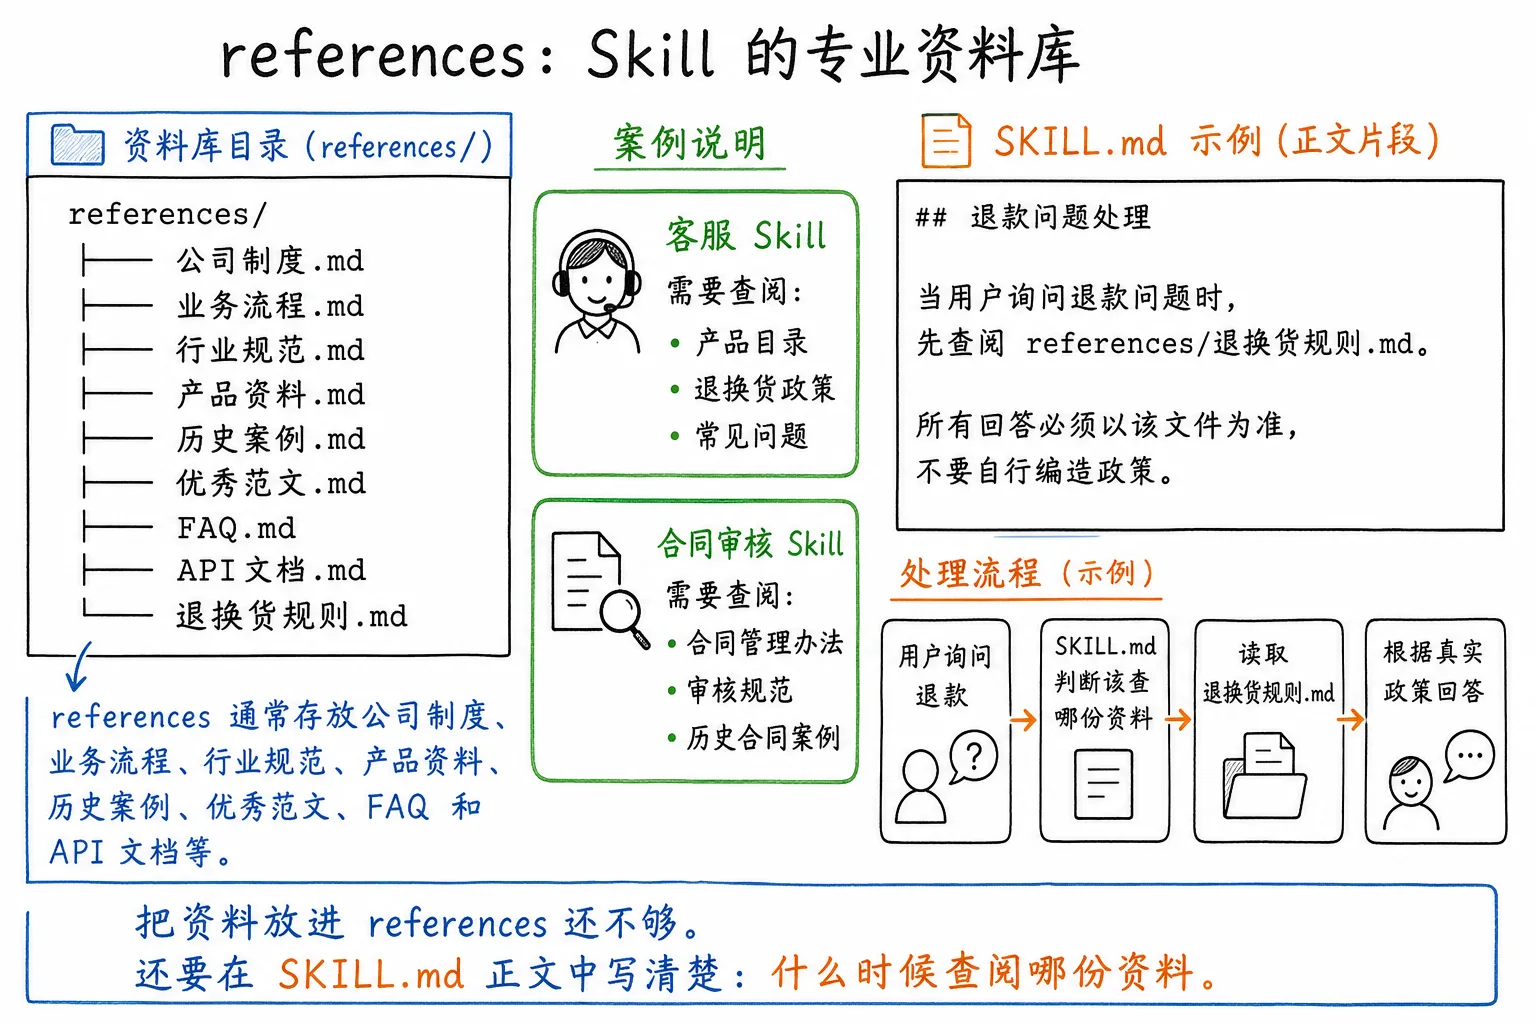 references：Skill 的专业资料库
资料库目录（references/）
references/
├── 公司制度.md
├── 业务流程.md
├── 行业规范.md
├── 产品资料.md
├── 历史案例.md
├── 优秀范文.md
├── FAQ.md
├── API文档.md
└── 退换货规则.md
references 通常存放公司制度、
业务流程、行业规范、产品资料、
历史案例、优秀范文、FAQ 和
API 文档等。
案例说明
客服 Skill
需要查阅：
• 产品目录
• 退换货政策
• 常见问题
合同审核 Skill
需要查阅：
• 合同管理办法
• 审核规范
• 历史合同案例
SKILL.md 示例（正文片段）
## 退款问题处理
当用户询问退款问题时，
先查阅 references/退换货规则.md。
所有回答必须以该文件为准，
不要自行编造政策。
处理流程（示例）
用户询问
退款
?
SKILL.md
判断该查
哪份资料
读取
退换货规则.md
根据真实
政策回答
...
把资料放进 references 还不够。
还要在 SKILL.md 正文中写清楚：什么时候查阅哪份资料。